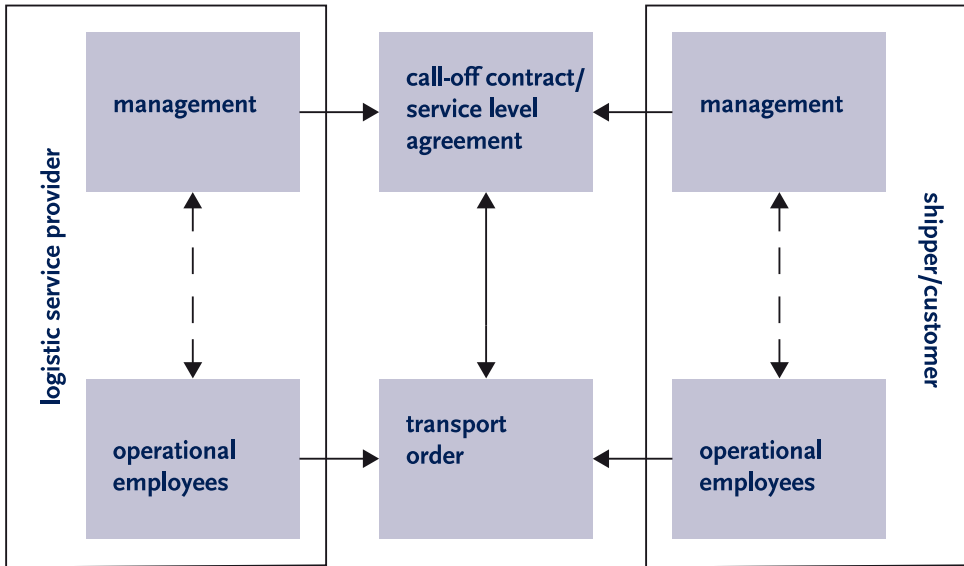 logistic service provider
management
call-off contract/
service level
agreement
management
operational
employees
transport
order
operational
employees
shipper/customer